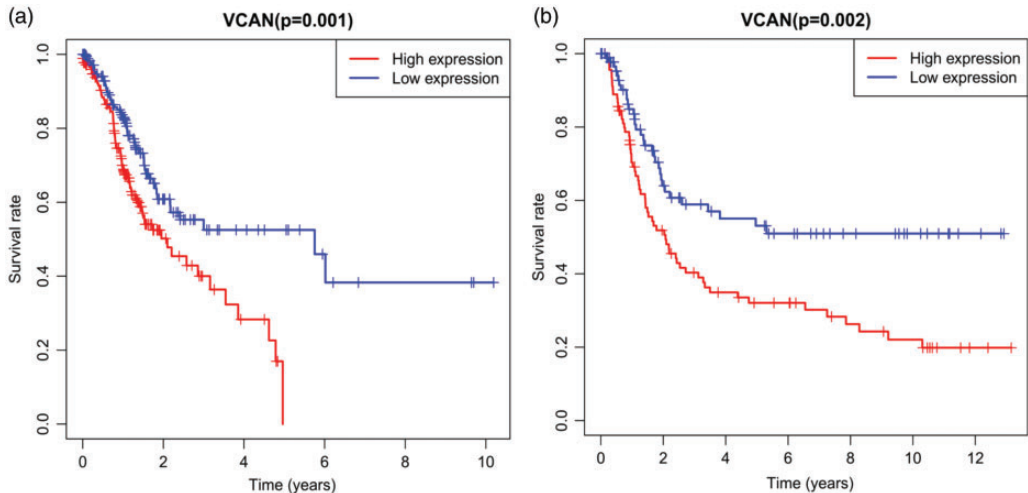 (a)
VCAN(p=0.001)
High expression
Low expression
Survival rate
1.0
0.8
0.6
0.4
0.2
0.0
0 2 4 6 8 10
Time (years)
(b)
VCAN(p=0.002)
High expression
Low expression
Survival rate
1.0
0.8
0.6
0.4
0.2
0.0
0 2 4 6 8 10 12
Time (years)